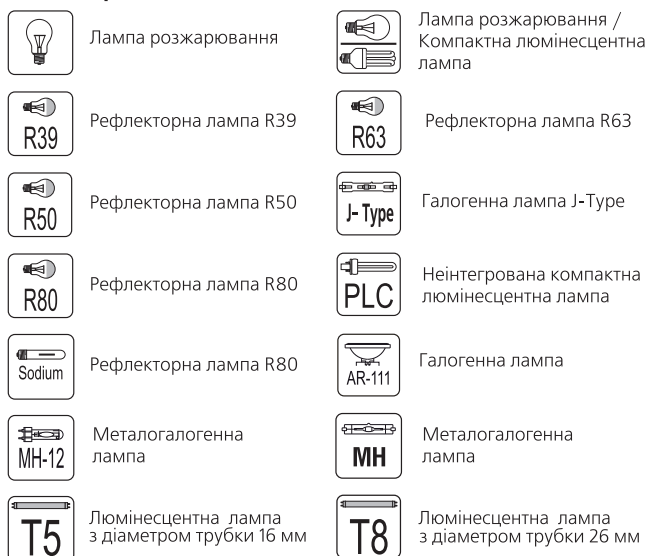 Лампа розжарювання
Лампа розжарювання /
Компактна люмінесцентна
лампа
R39
Рефлекторна лампа R39
R63
Рефлекторна лампа R63
R50
Рефлекторна лампа R50
J- Type
Галогенна лампа J-Type
R80
Рефлекторна лампа R80
PLC
Неінтегрована компактна
люмінесцентна лампа
Sodium
Рефлекторна лампа R80
AR-111
Галогенна лампа
MH-12
Металогалогенна
лампа
MH
Металогалогенна
лампа
T5
Люмінесцентна лампа
з діаметром трубки 16 мм
T8
Люмінесцентна лампа
з діаметром трубки 26 мм